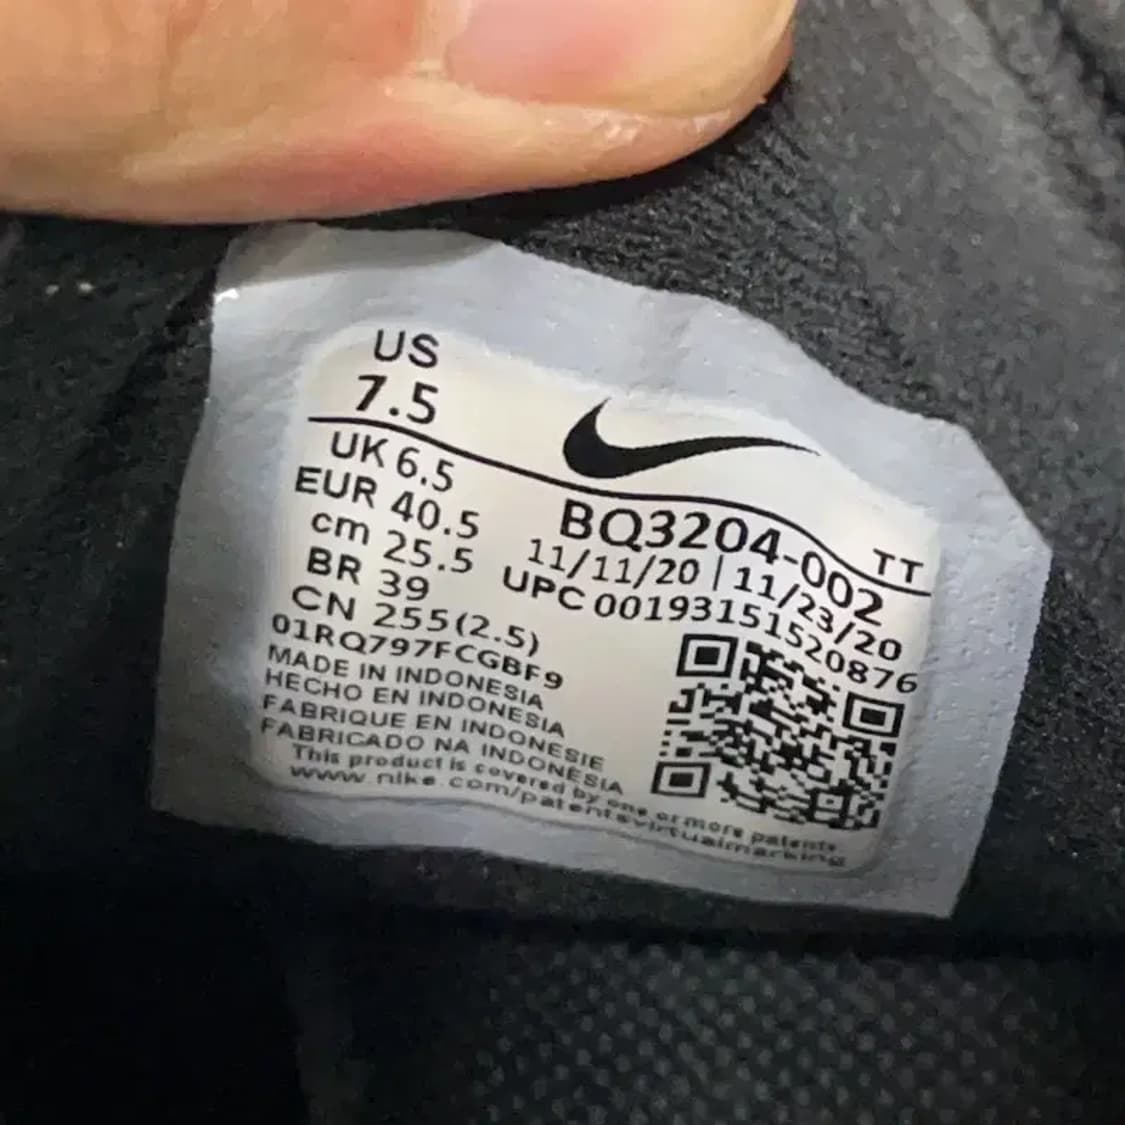 US
7.5
UK 6.5
EUR 40.5
cm 25.5
BR 39
CN 255(2.5)
01RQ797FCGBF9
MADE IN INDONESIA
HECHO EN INDONESIA
FABRIQUE EN INDONESIE
FABRICADO NA INDONESIA
This product is covered by one or more patents
www.nike.com/patentsvirtualmarking
TT
BQ3204-002
11/11/20 | 11/23/20
UPC 00193151520876